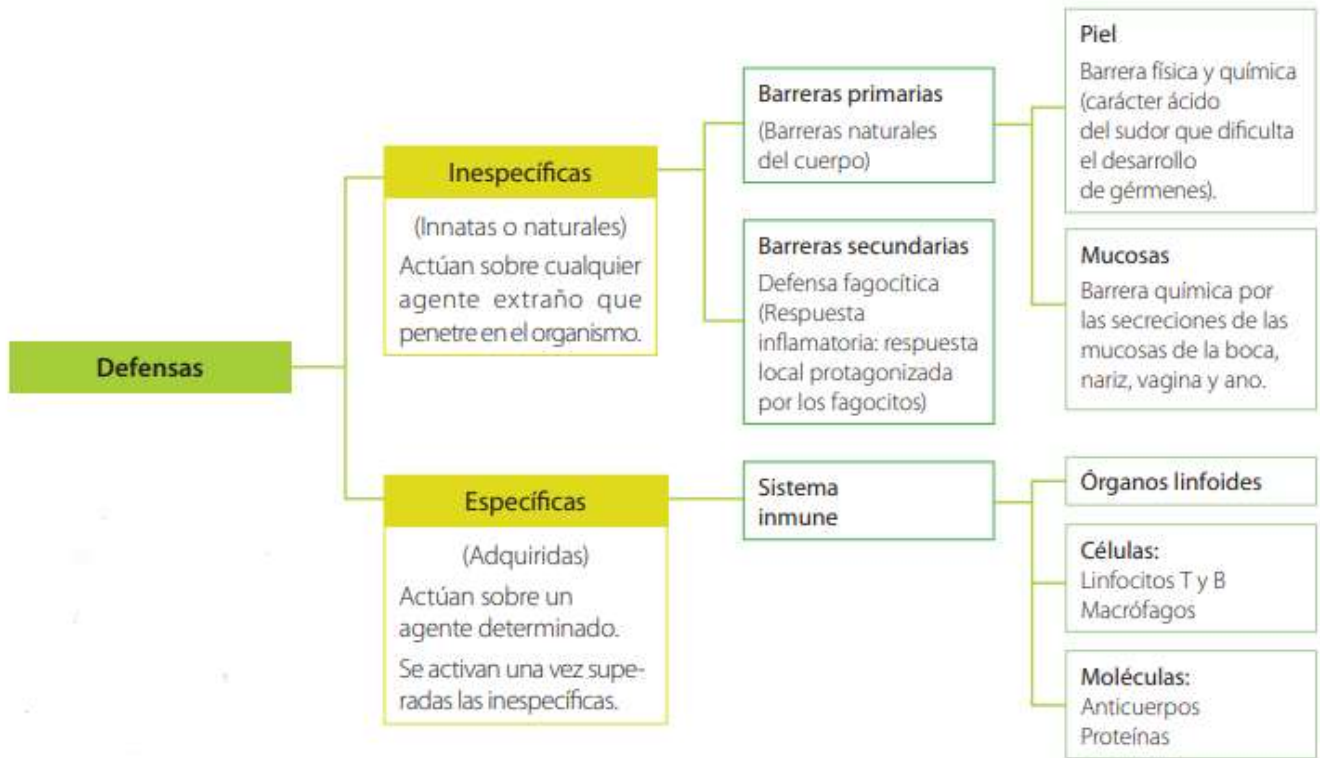 Defensas
Inespecíficas
(Innatas o naturales)
Actúan sobre cualquier
agente extraño que
penetre en el organismo.
Barreras primarias
(Barreras naturales
del cuerpo)
Piel
Barrera física y química
(carácter ácido
del sudor que dificulta
el desarrollo
de gérmenes).
Mucosas
Barrera química por
las secreciones de las
mucosas de la boca,
nariz, vagina y ano.
Barreras secundarias
Defensa fagocítica
(Respuesta
inflamatoria: respuesta
local protagonizada
por los fagocitos)
Específicas
(Adquiridas)
Actúan sobre un
agente determinado.
Se activan una vez supe-
radas las inespecíficas.
Sistema
inmune
Órganos linfoides
Células:
Linfocitos T y B
Macrófagos
Moléculas:
Anticuerpos
Proteínas